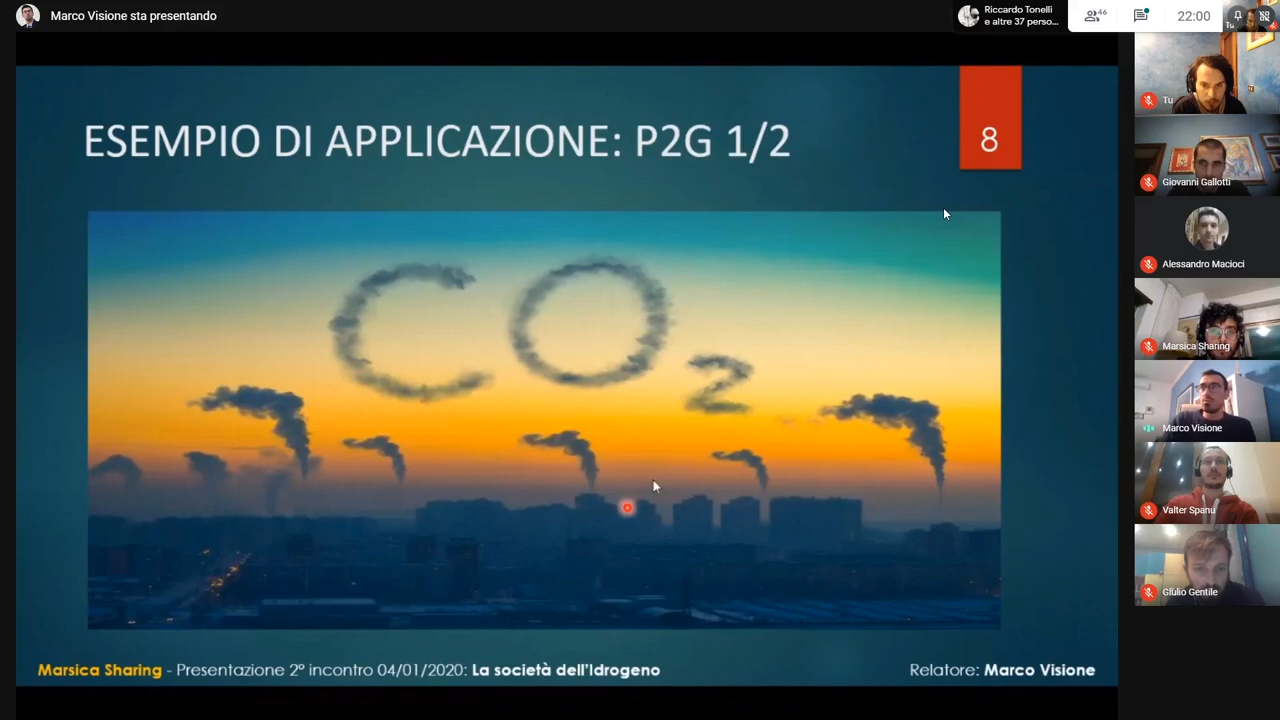 Marco Visione sta presentando
Riccardo Tonelli
e altre 37 perso...
46
22:00
Tu
ESEMPIO DI APPLICAZIONE: P2G 1/2
8
CO2
Marsica Sharing - Presentazione 2° incontro 04/01/2020: La società dell'Idrogeno
Relatore: Marco Visione
Tu
Giovanni Gallotti
Alessandro Macioci
Marsica Sharing
Marco Visione
Valter Spanu
Giulio Gentile